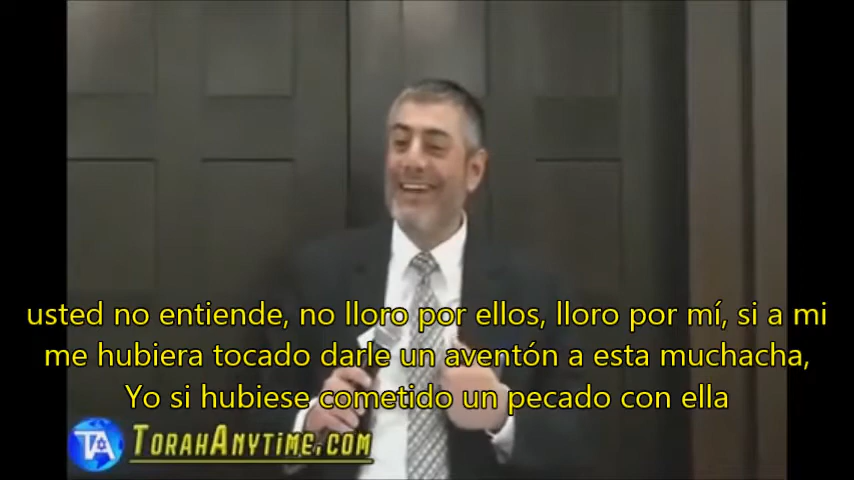 usted no entiende, no lloro por ellos, lloro por mí, si a mi
me hubiera tocado darle un aventón a esta muchacha,
Yo si hubiese cometido un pecado con ella
TA
TORAHANYTIME.COM